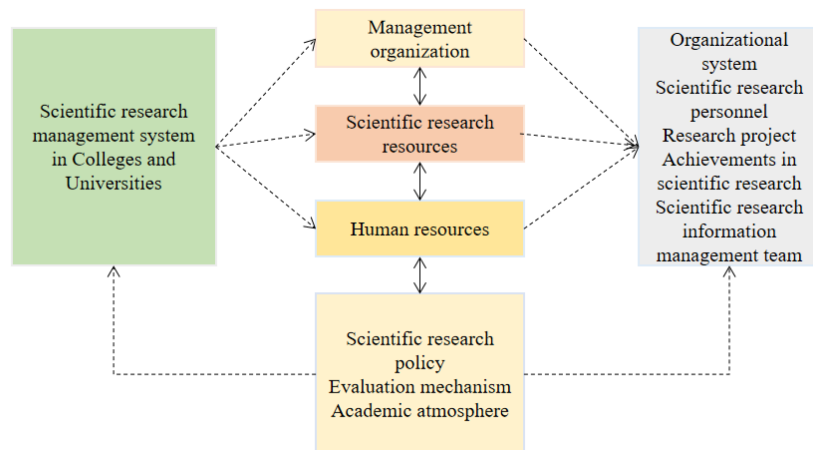 Scientific research
management system
in Colleges and
Universities
Management
organization
Scientific research
resources
Human resources
Scientific research
policy
Evaluation mechanism
Academic atmosphere
Organizational
system
Scientific research
personnel
Research project
Achievements in
scientific research
Scientific research
information
management team